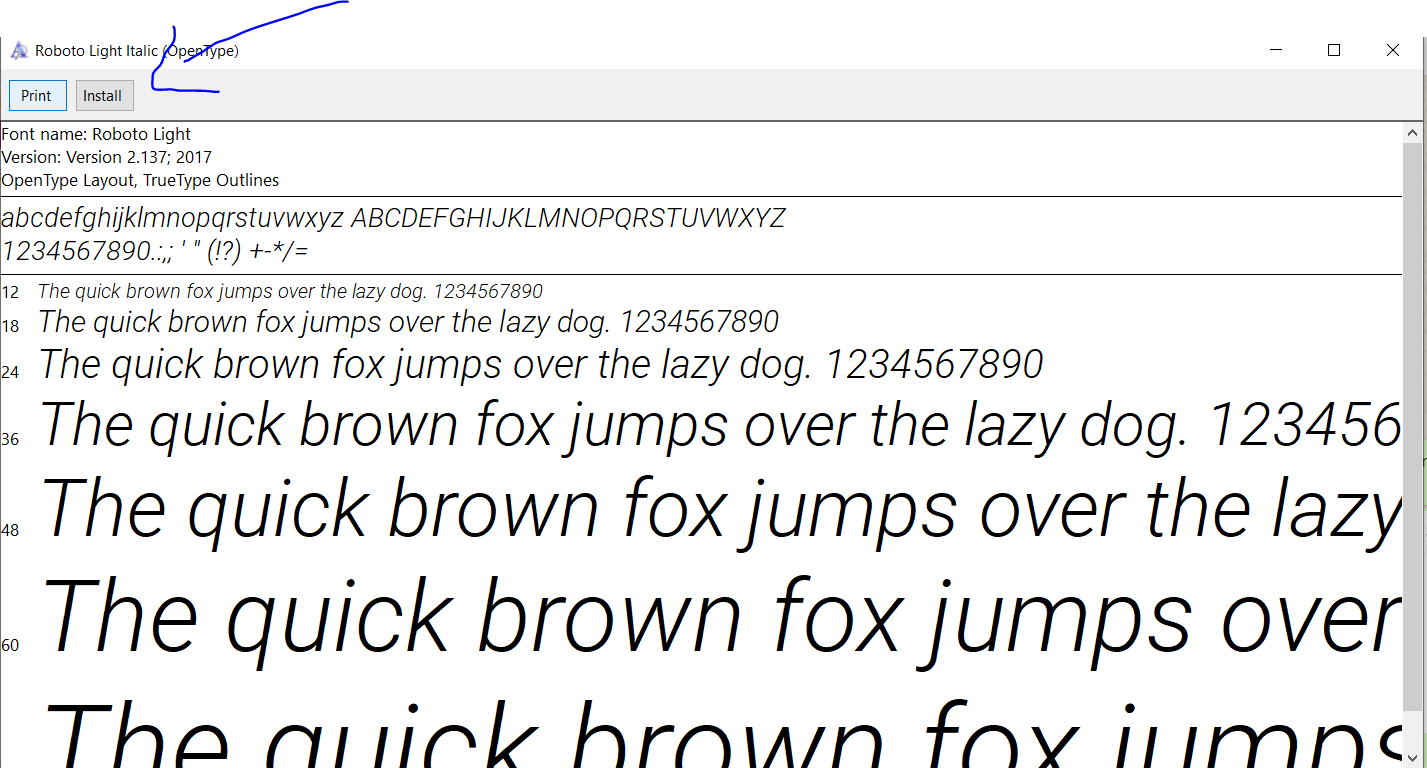 Roboto Light Italic (OpenType)
Print Install
Font name: Roboto Light
Version: Version 2.137; 2017
OpenType Layout, TrueType Outlines
abcdefghijklmnopqrstuvwxyz ABCDEFGHIJKLMNOPQRSTUVWXYZ
1234567890.:,; ' " (!?) +-*/=
12 The quick brown fox jumps over the lazy dog. 1234567890
18 The quick brown fox jumps over the lazy dog. 1234567890
24 The quick brown fox jumps over the lazy dog. 1234567890
36 The quick brown fox jumps over the lazy dog. 123456
48 The quick brown fox jumps over the lazy
60 The quick brown fox jumps over
The quick brown fox jumps